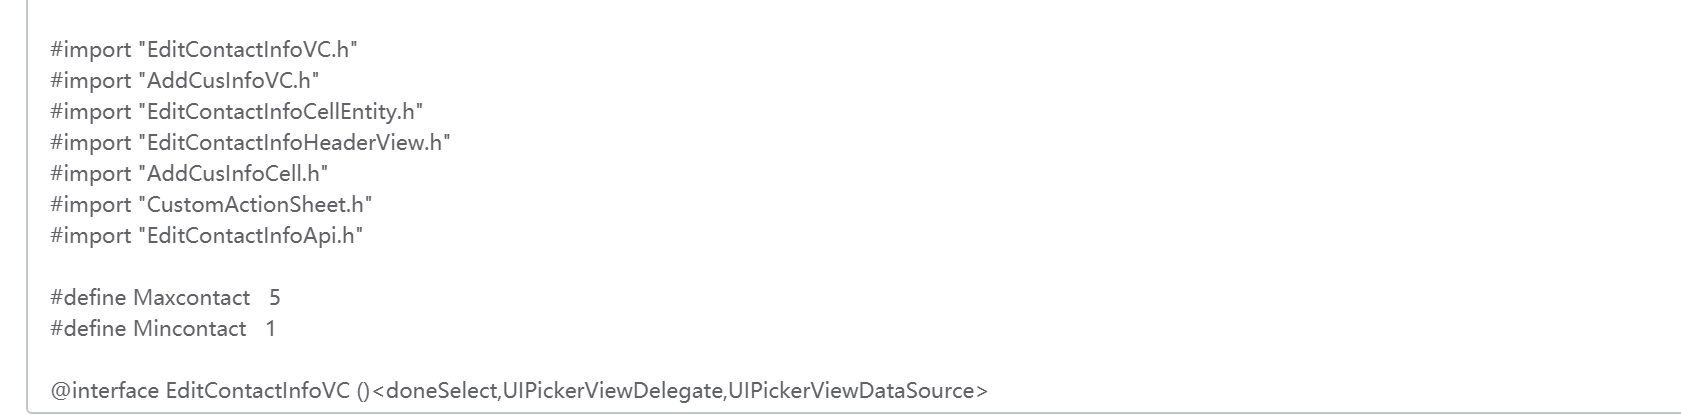 #import "EditContactInfoVC.h"
#import "AddCusInfoVC.h"
#import "EditContactInfoCellEntity.h"
#import "EditContactInfoHeaderView.h"
#import "AddCusInfoCell.h"
#import "CustomActionSheet.h"
#import "EditContactInfoApi.h"
#define Maxcontact   5
#define Mincontact   1
@interface EditContactInfoVC ()<doneSelect,UIPickerViewDelegate,UIPickerViewDataSource>